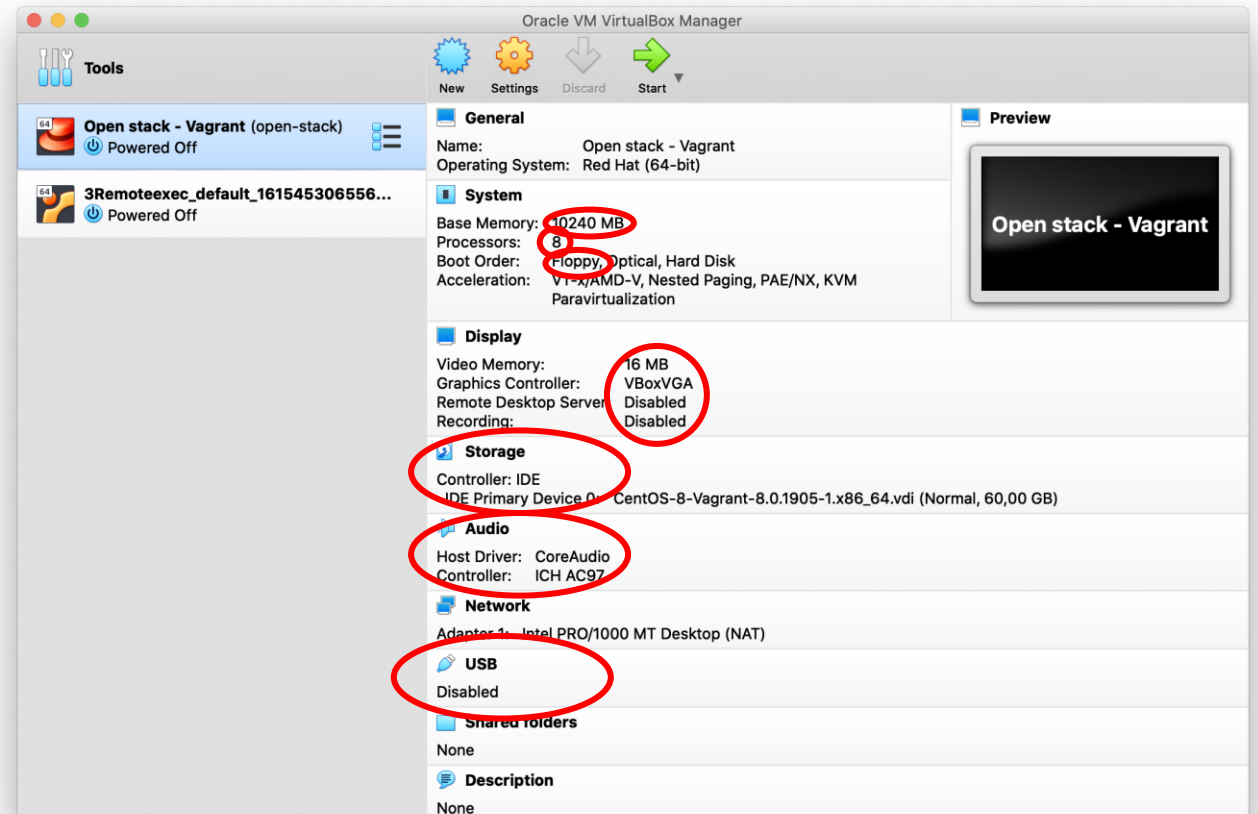 Oracle VM VirtualBox Manager
Tools
New Settings Discard Start
64
Open stack - Vagrant (open-stack)
Powered Off
64
3Remoteexec_default_161545306556...
Powered Off
General
Name: Open stack - Vagrant
Operating System: Red Hat (64-bit)
Preview
Open stack - Vagrant
System
Base Memory: 10240 MB
Processors: 8
Boot Order: Floppy, Optical, Hard Disk
Acceleration: VT-x/AMD-V, Nested Paging, PAE/NX, KVM
Paravirtualization
Display
Video Memory: 16 MB
Graphics Controller: VBoxVGA
Remote Desktop Server: Disabled
Recording: Disabled
Storage
Controller: IDE
IDE Primary Device 0: CentOS-8-Vagrant-8.0.1905-1.x86_64.vdi (Normal, 60,00 GB)
Audio
Host Driver: CoreAudio
Controller: ICH AC97
Network
Adapter 1: Intel PRO/1000 MT Desktop (NAT)
USB
Disabled
Shared folders
None
Description
None